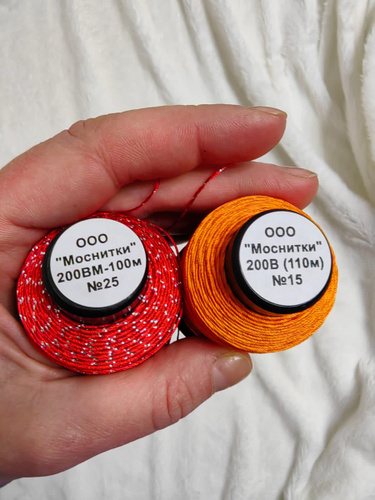 ООО
"Моснитки"
200ВМ-100м
№25
ООО
"Моснитки"
200В (110м)
№15